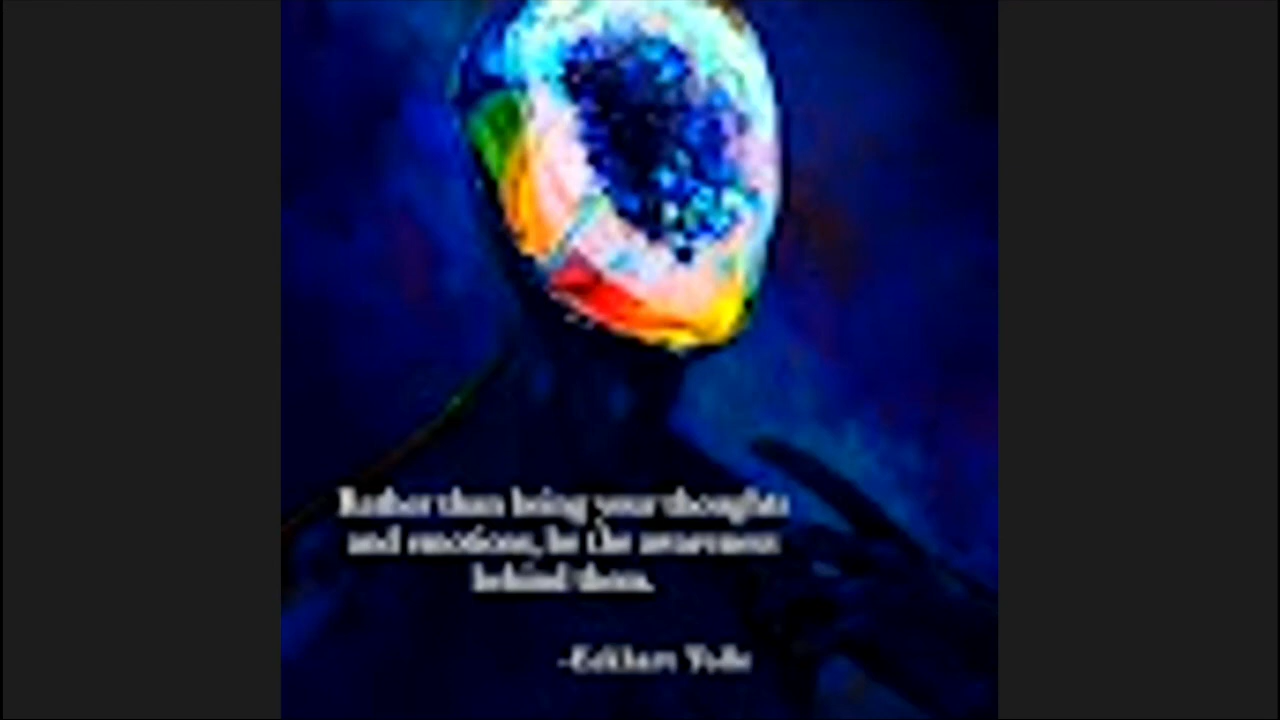 Rather than being your thoughts
and emotions, be the awareness
behind them.
-Eckhart Tolle